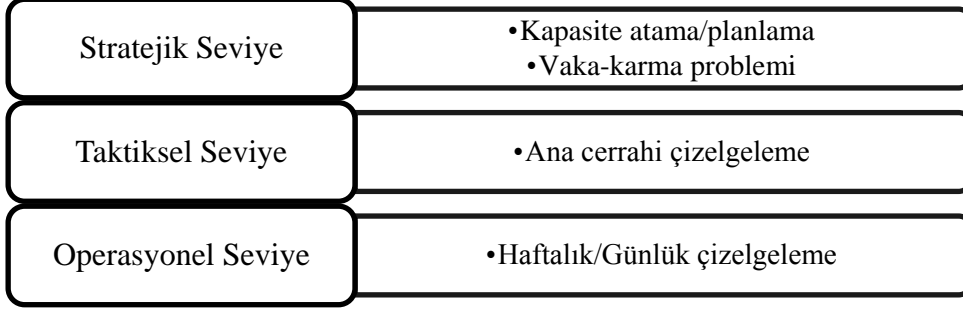 Stratejik Seviye
•Kapasite atama/planlama
•Vaka-karma problemi
Taktiksel Seviye
•Ana cerrahi çizelgeleme
Operasyonel Seviye
•Haftalık/Günlük çizelgeleme